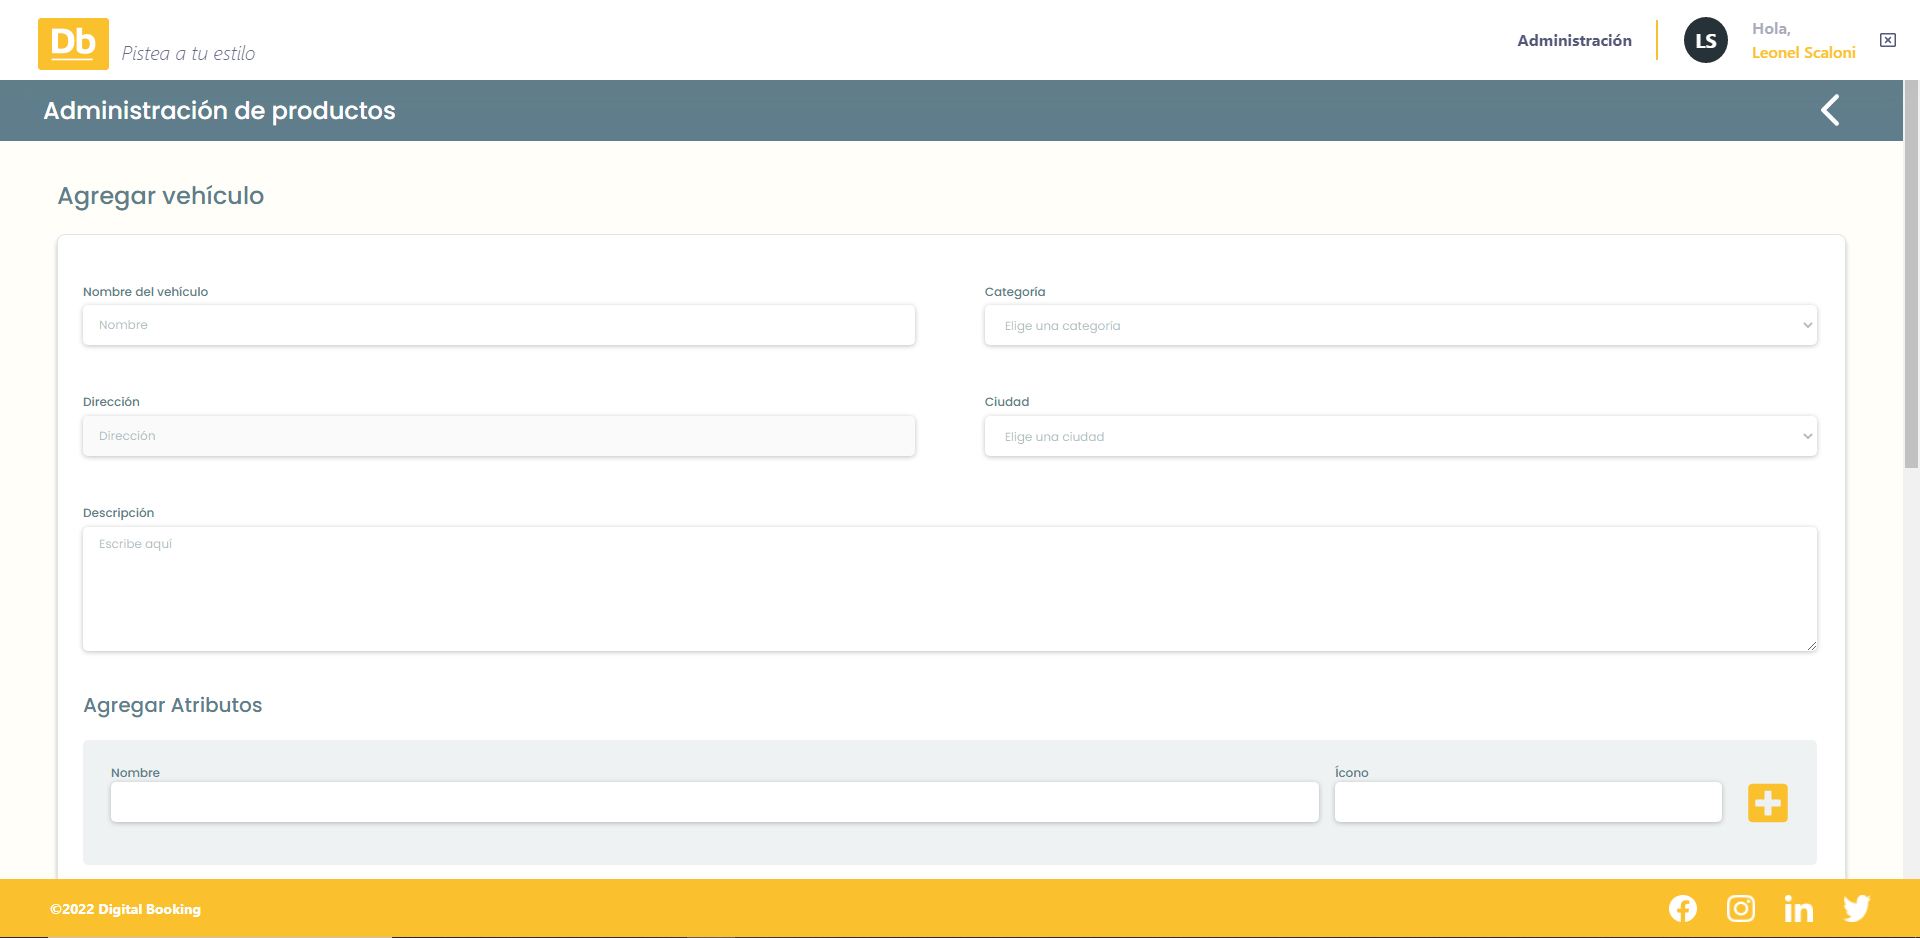 Db
Pistea a tu estilo
Administración
LS
Hola,
Leonel Scaloni
Administración de productos
Agregar vehículo
Nombre del vehículo
Categoría
Nombre
Elige una categoría
Dirección
Ciudad
Dirección
Elige una ciudad
Descripción
Escribe aquí
Agregar Atributos
Nombre
Ícono
©2022 Digital Booking